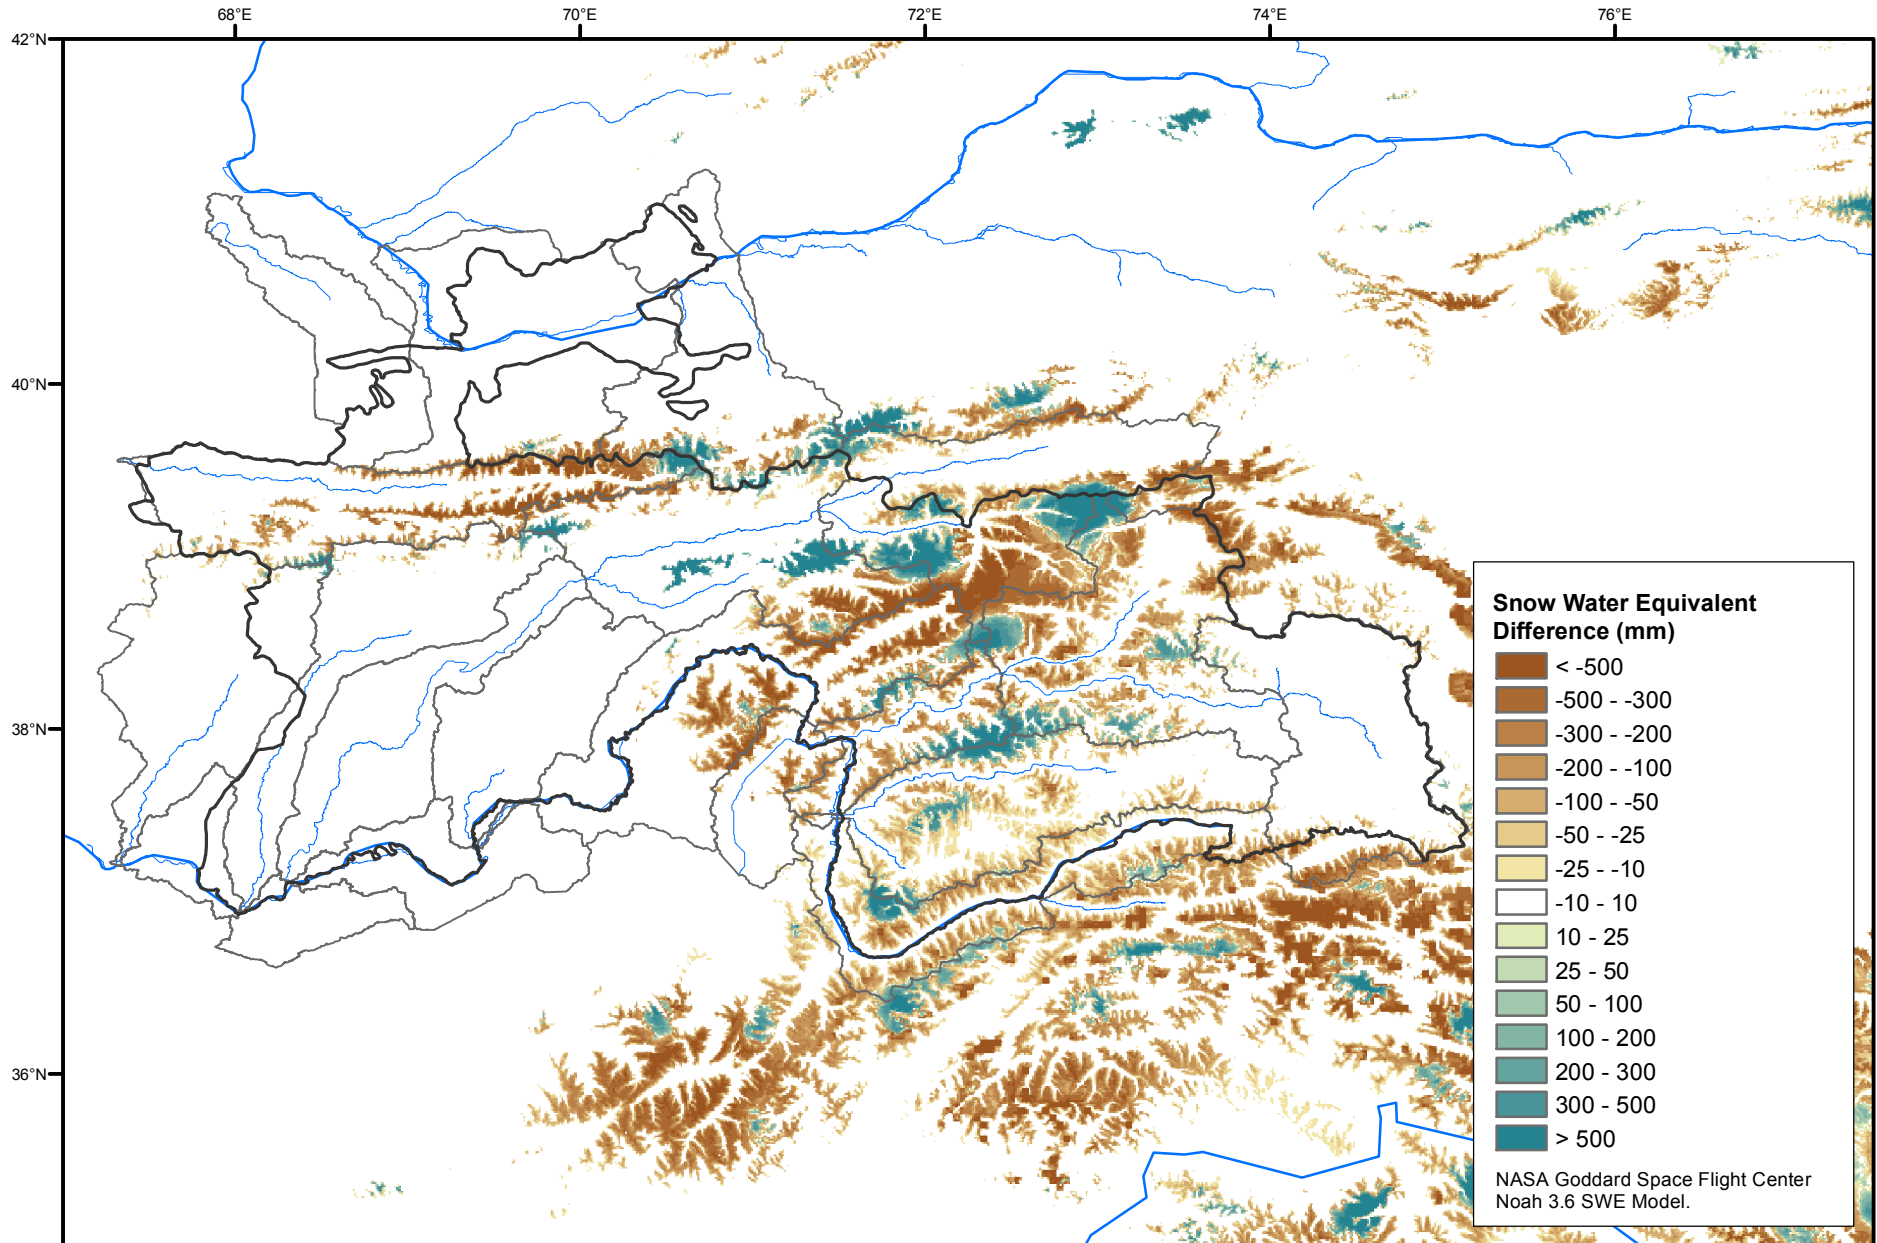 68°E
70°E
72°E
74°E
76°E
42°N
40°N
38°N
36°N
Snow Water Equivalent
Difference (mm)
< -500
-500 - -300
-300 - -200
-200 - -100
-100 - -50
-50 - -25
-25 - -10
-10 - 10
10 - 25
25 - 50
50 - 100
100 - 200
200 - 300
300 - 500
> 500
NASA Goddard Space Flight Center
Noah 3.6 SWE Model.